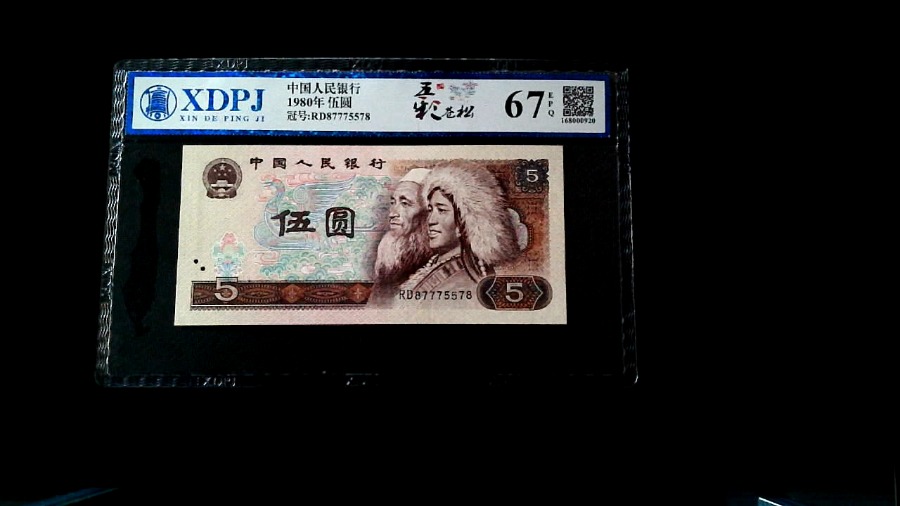 XDPJ
XIN DE PING JI
中国人民银行
1980年 伍圆
冠号:RD87775578
五彩苍松
67 EPQ
168000920
中国人民银行
5
伍圆
5
RD87775578
5
XDPJ